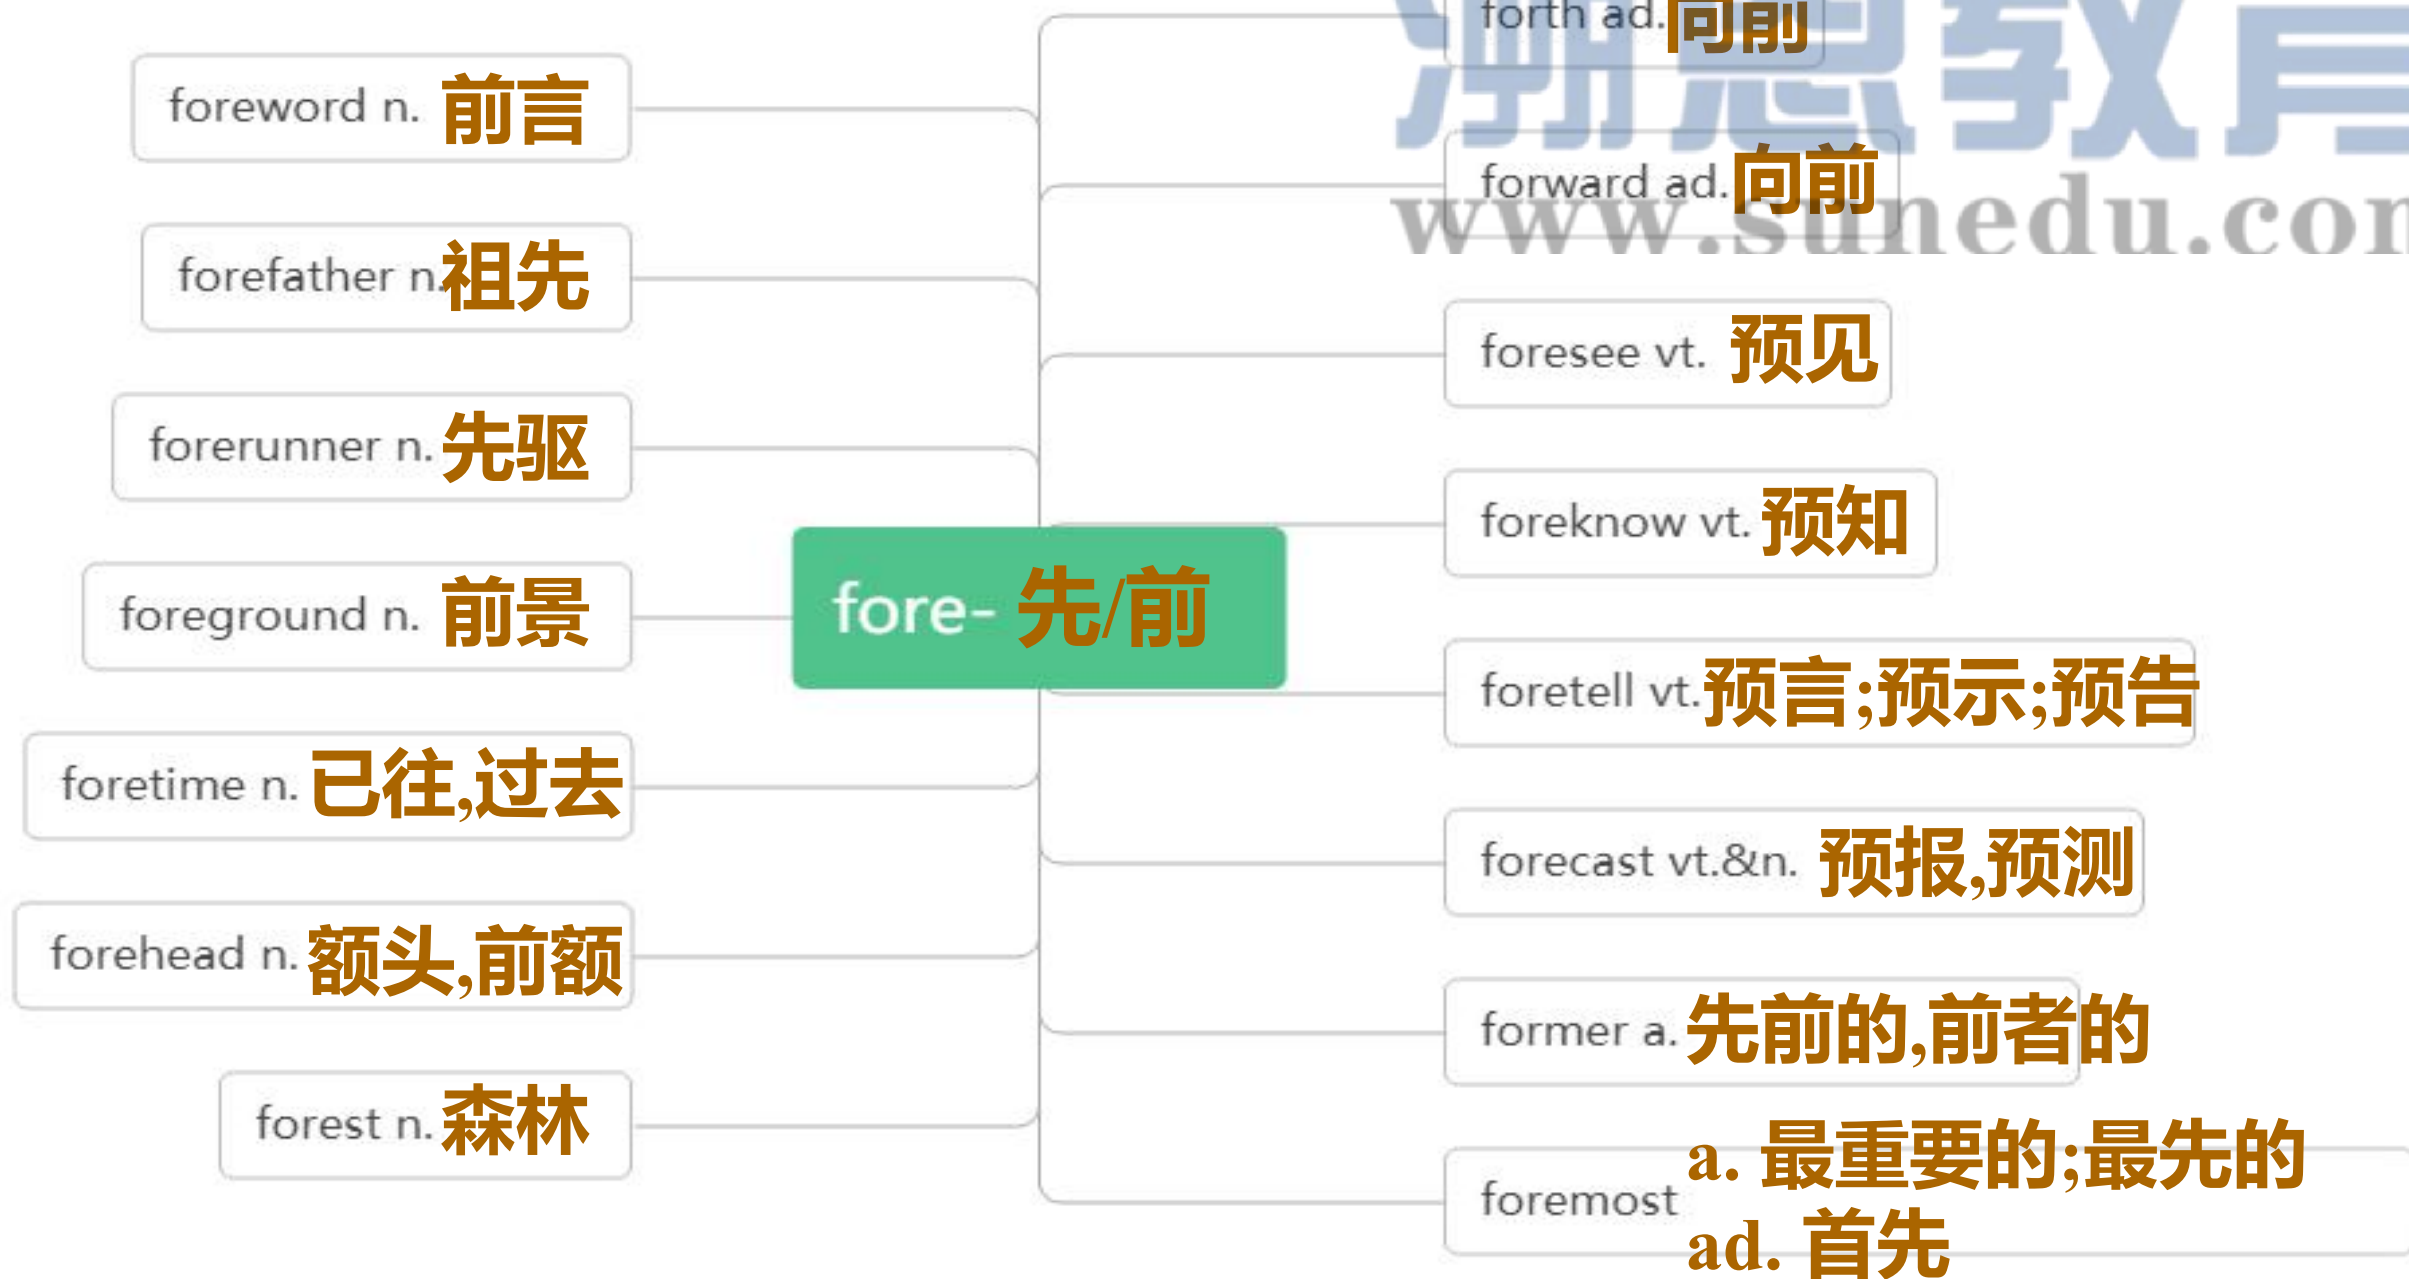 foreword n. 前言
forefather n.祖先
forerunner n.先驱
foreground n. 前景
foretime n. 已往,过去
forehead n. 额头,前额
forest n.森林
fore- 先/前
forth ad.向前
forward ad.向前
foresee vt. 预见
foreknow vt. 预知
foretell vt.预言;预示;预告
forecast vt.&n. 预报,预测
former a.先前的,前者的
foremost
a. 最重要的;最先的
ad. 首先
教育
www.sunedu.com